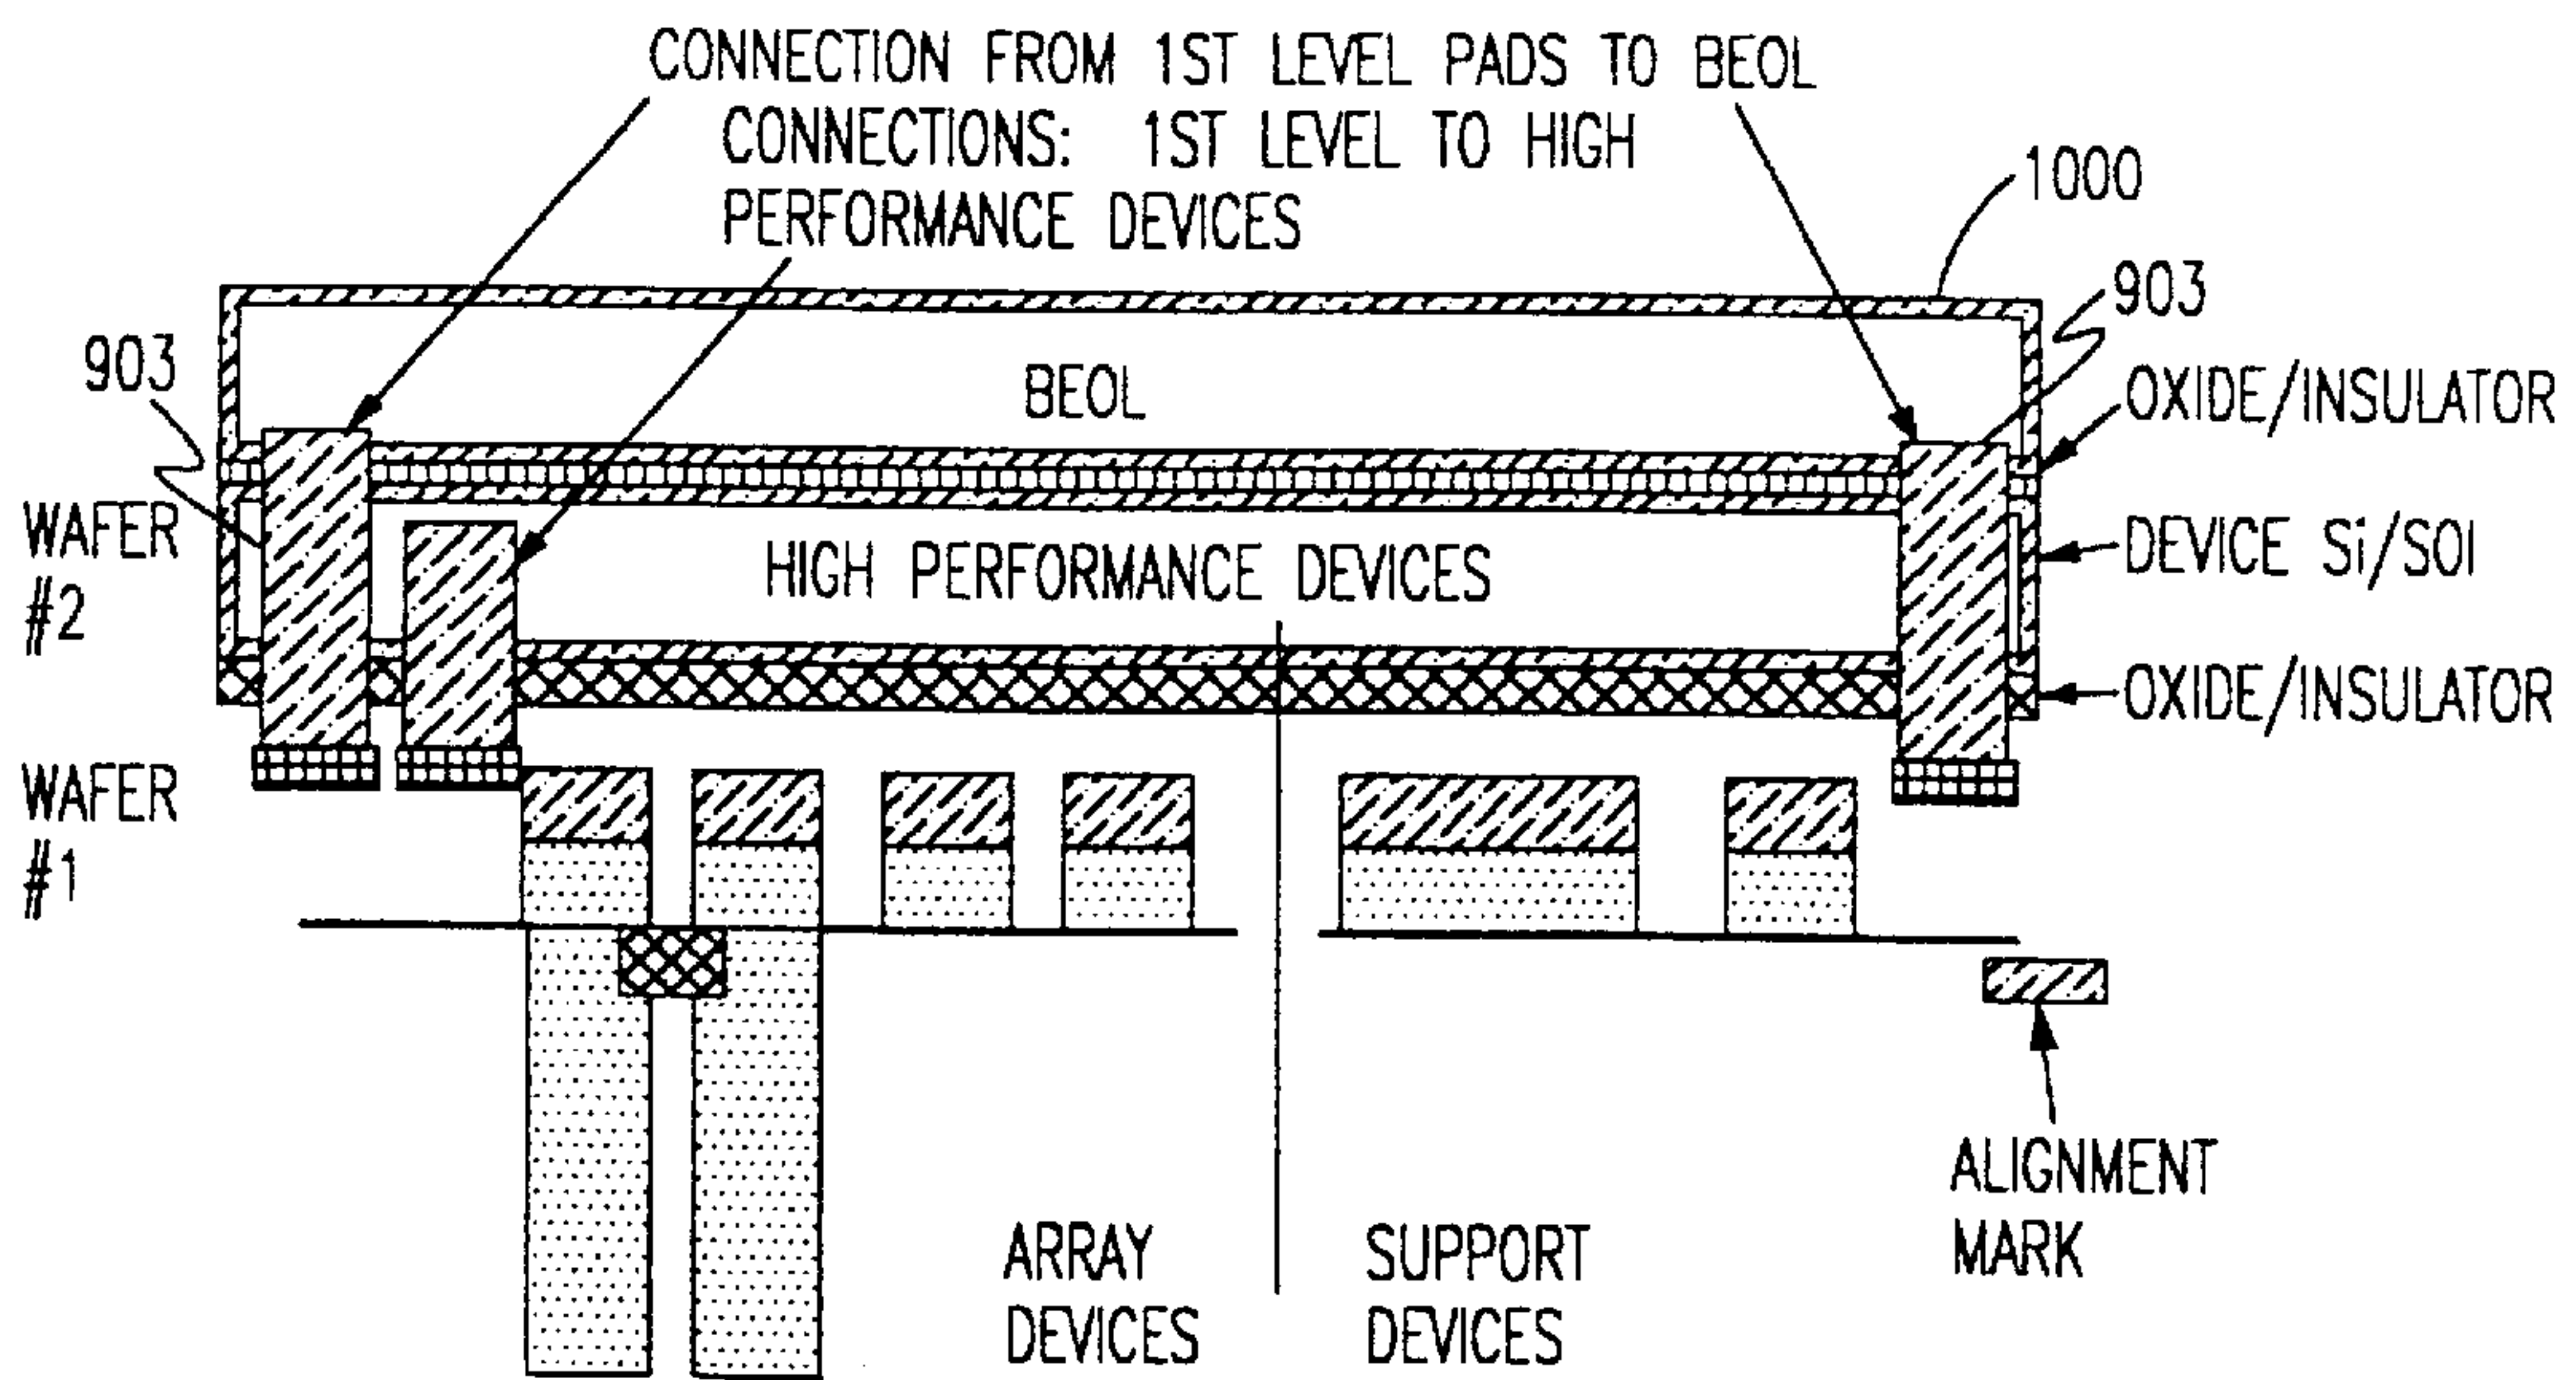 CONNECTION FROM 1ST LEVEL PADS TO BEOL
CONNECTIONS: 1ST LEVEL TO HIGH
PERFORMANCE DEVICES
1000
903
903
BEOL
OXIDE/INSULATOR
WAFER
#2
HIGH PERFORMANCE DEVICES
DEVICE Si/SOI
OXIDE/INSULATOR
WAFER
#1
ALIGNMENT
MARK
ARRAY
DEVICES
SUPPORT
DEVICES